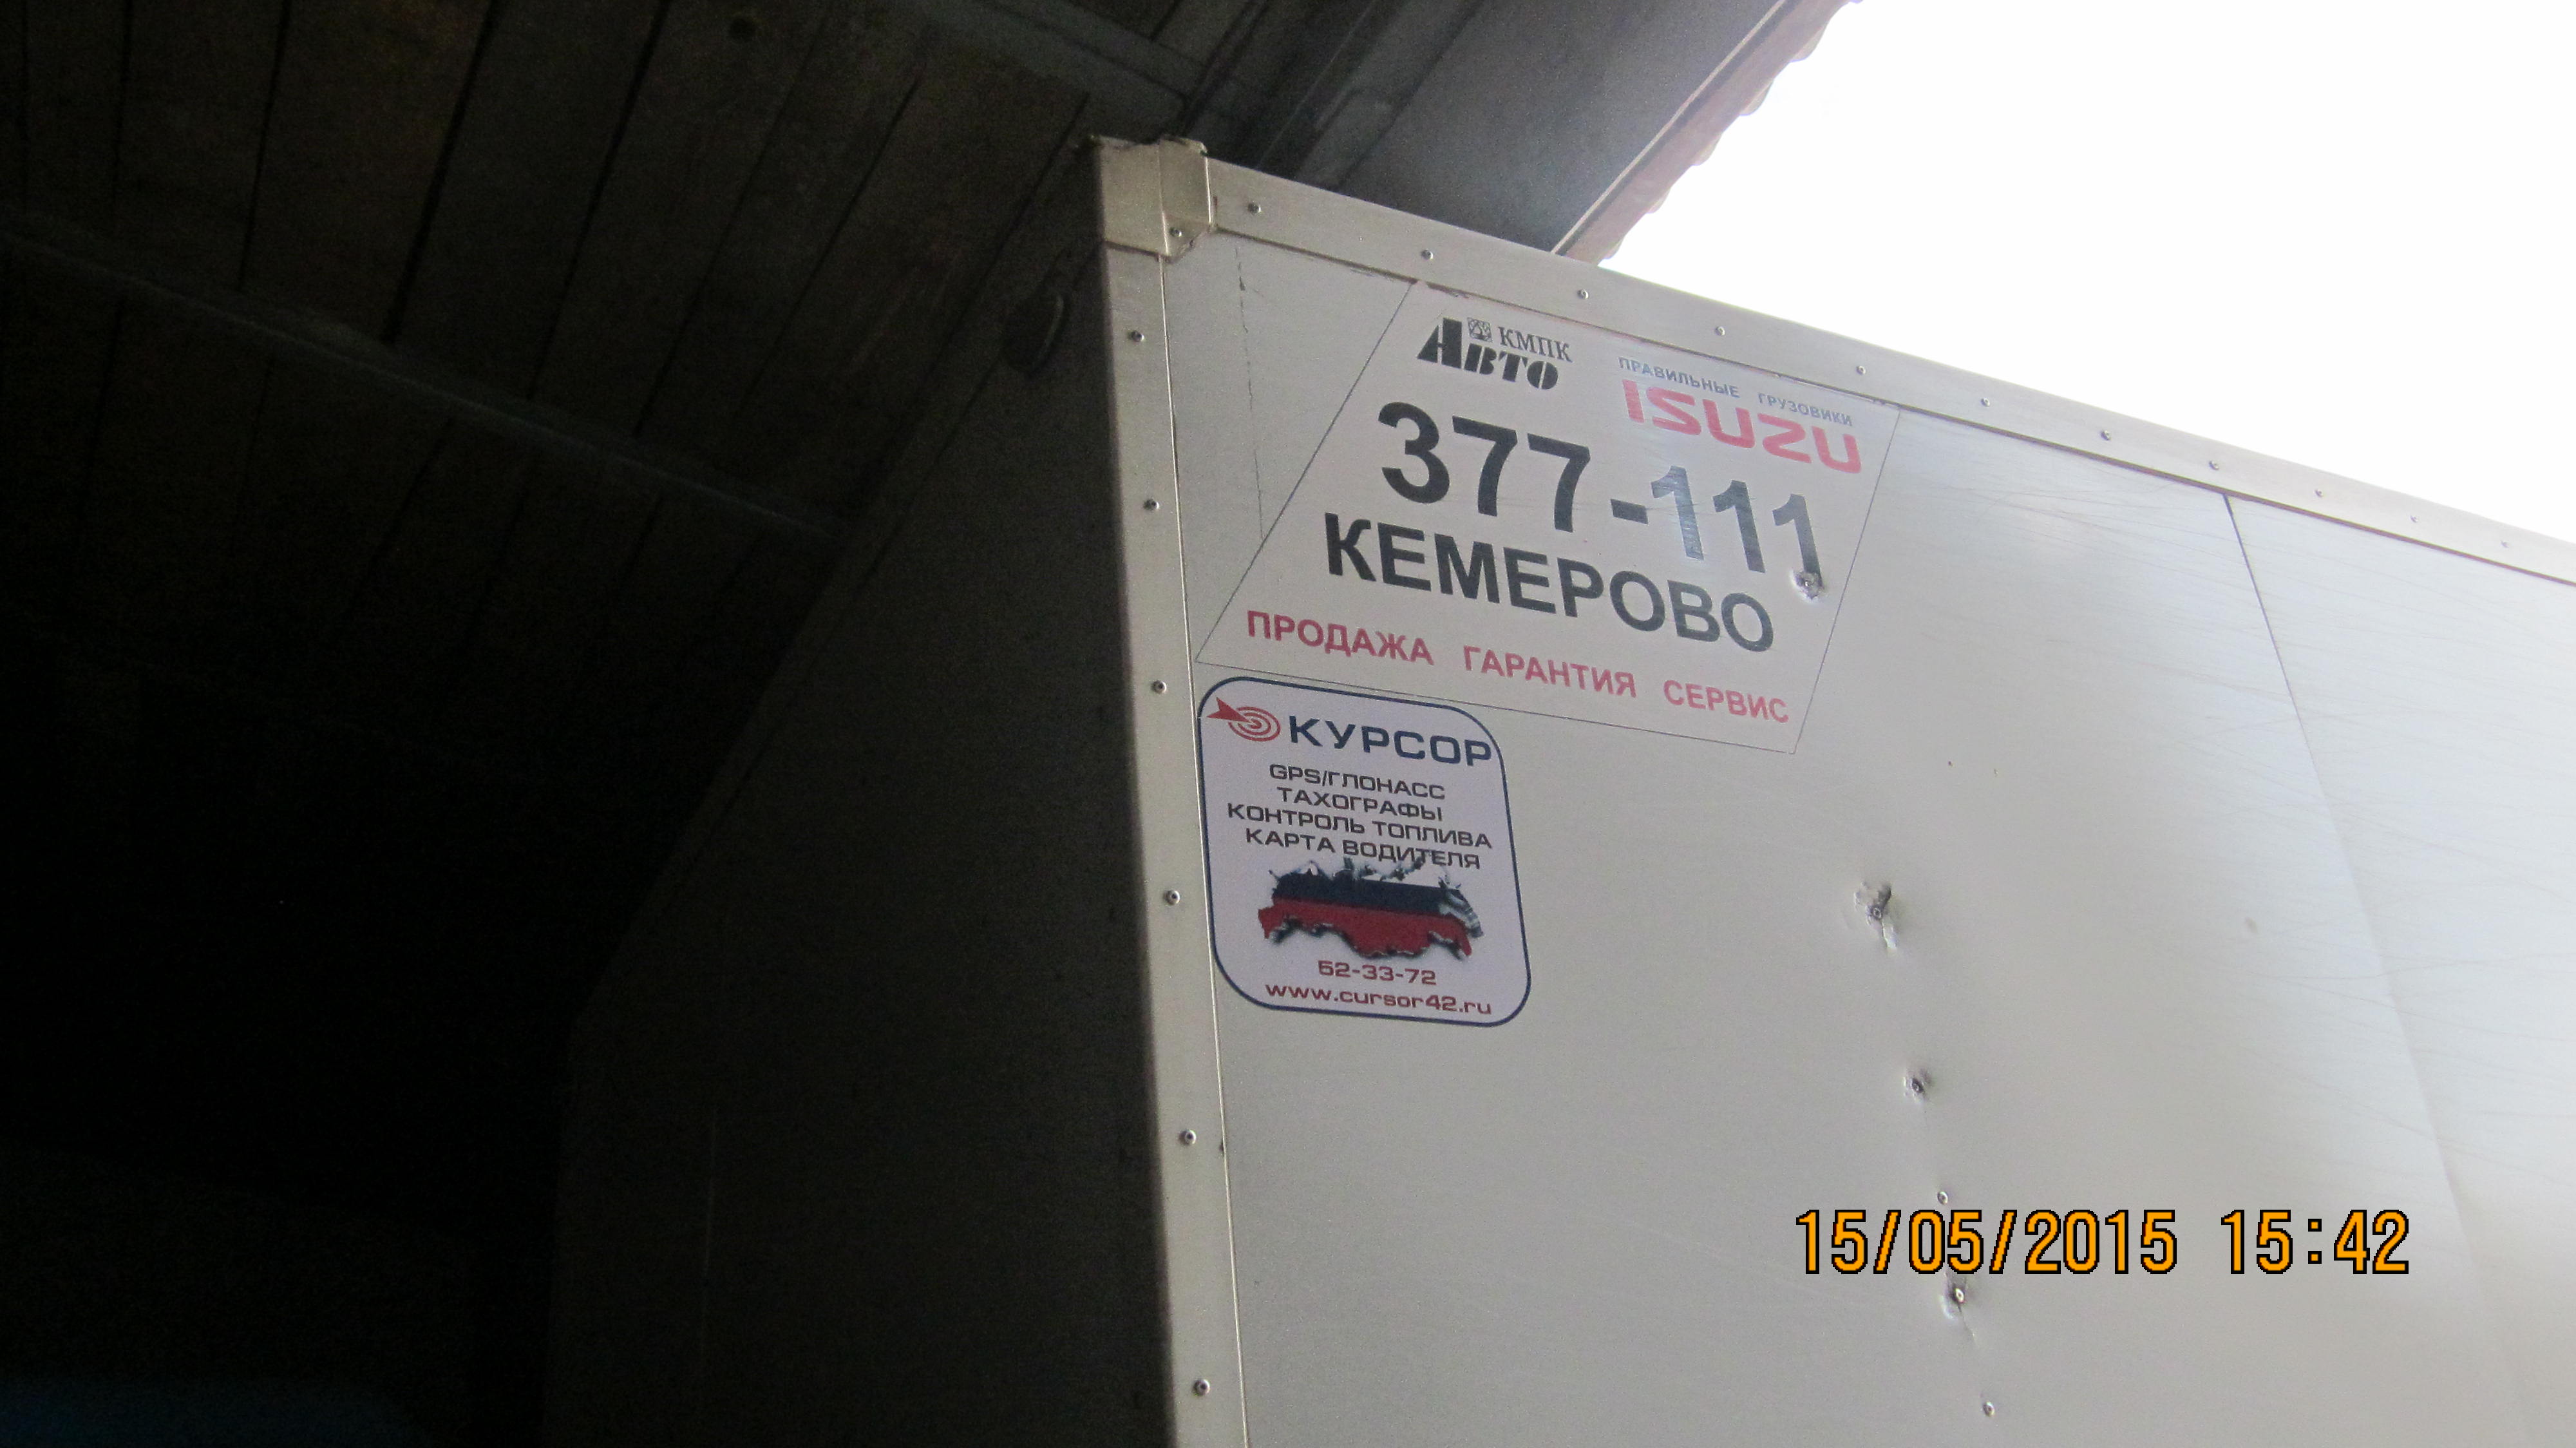 КМПК
АВТО
ПРАВИЛЬНЫЕ ГРУЗОВИКИ
ISUZU
377-111
КЕМЕРОВО
ПРОДАЖА ГАРАНТИЯ СЕРВИС
КУРСОР
GPS/ГЛОНАСС
ТАХОГРАФЫ
КОНТРОЛЬ ТОПЛИВА
КАРТА ВОДИТЕЛЯ
52-33-72
www.cursor42.ru
15/05/2015 15:42